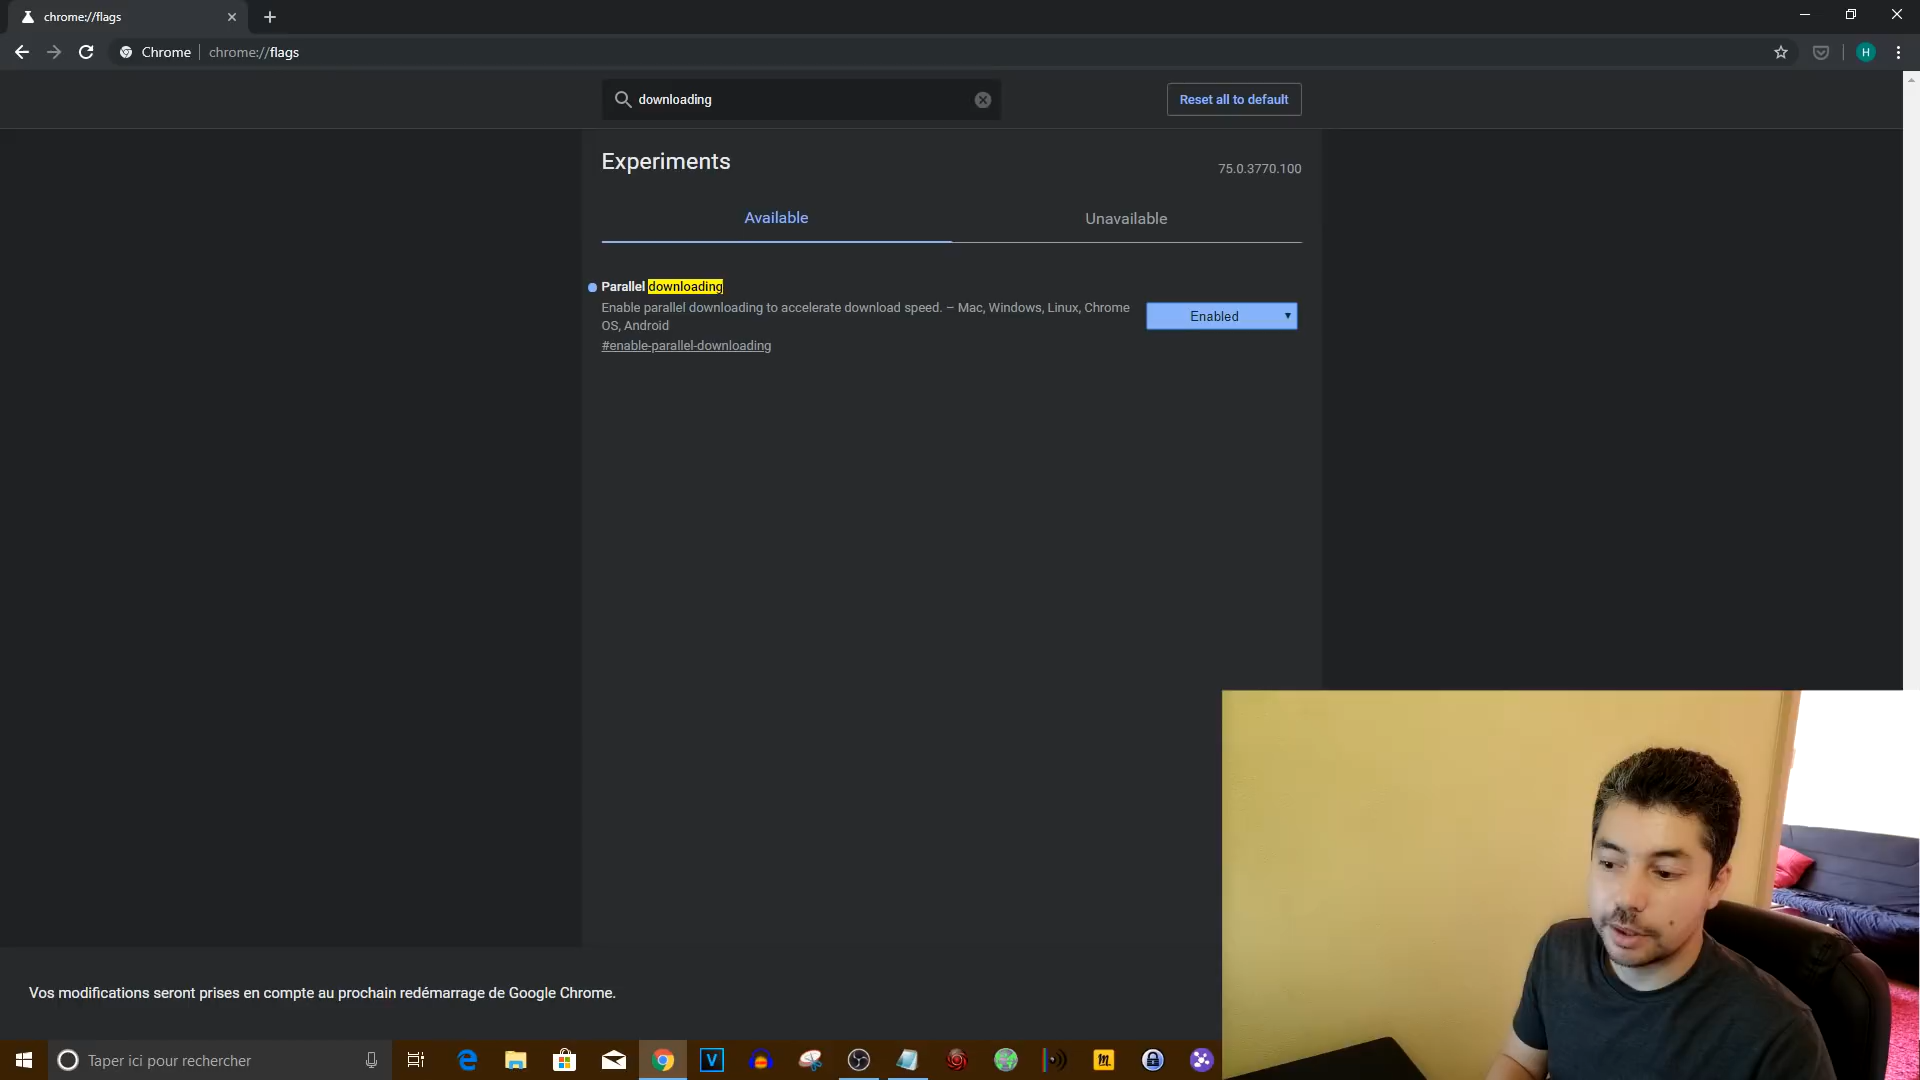 chrome://flags
Chrome
chrome://flags
H
downloading
Reset all to default
Experiments
75.0.3770.100
Available
Unavailable
Parallel downloading
Enable parallel downloading to accelerate download speed. – Mac, Windows, Linux, Chrome
OS, Android
Enabled
#enable-parallel-downloading
Vos modifications seront prises en compte au prochain redémarrage de Google Chrome.
Taper ici pour rechercher
V
m